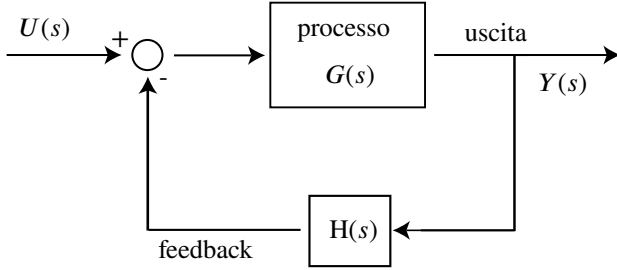 U(s)
+
-
processo
G(s)
uscita
Y(s)
H(s)
feedback